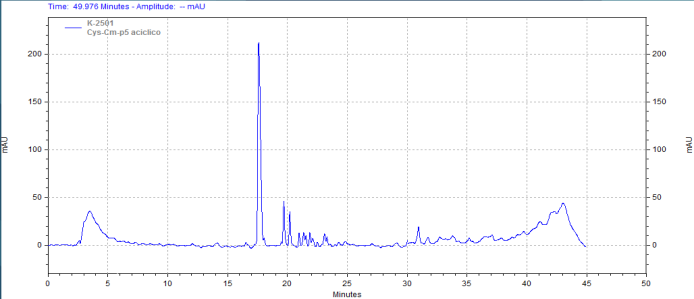 Time: 49.976 Minutes - Amplitude: -- mAU
K-2501
Cys-Cm-p5 aciclico
200
150
100
50
0
mAU
200
150
100
50
0
mAU
0 5 10 15 20 25 30 35 40 45 50
Minutes